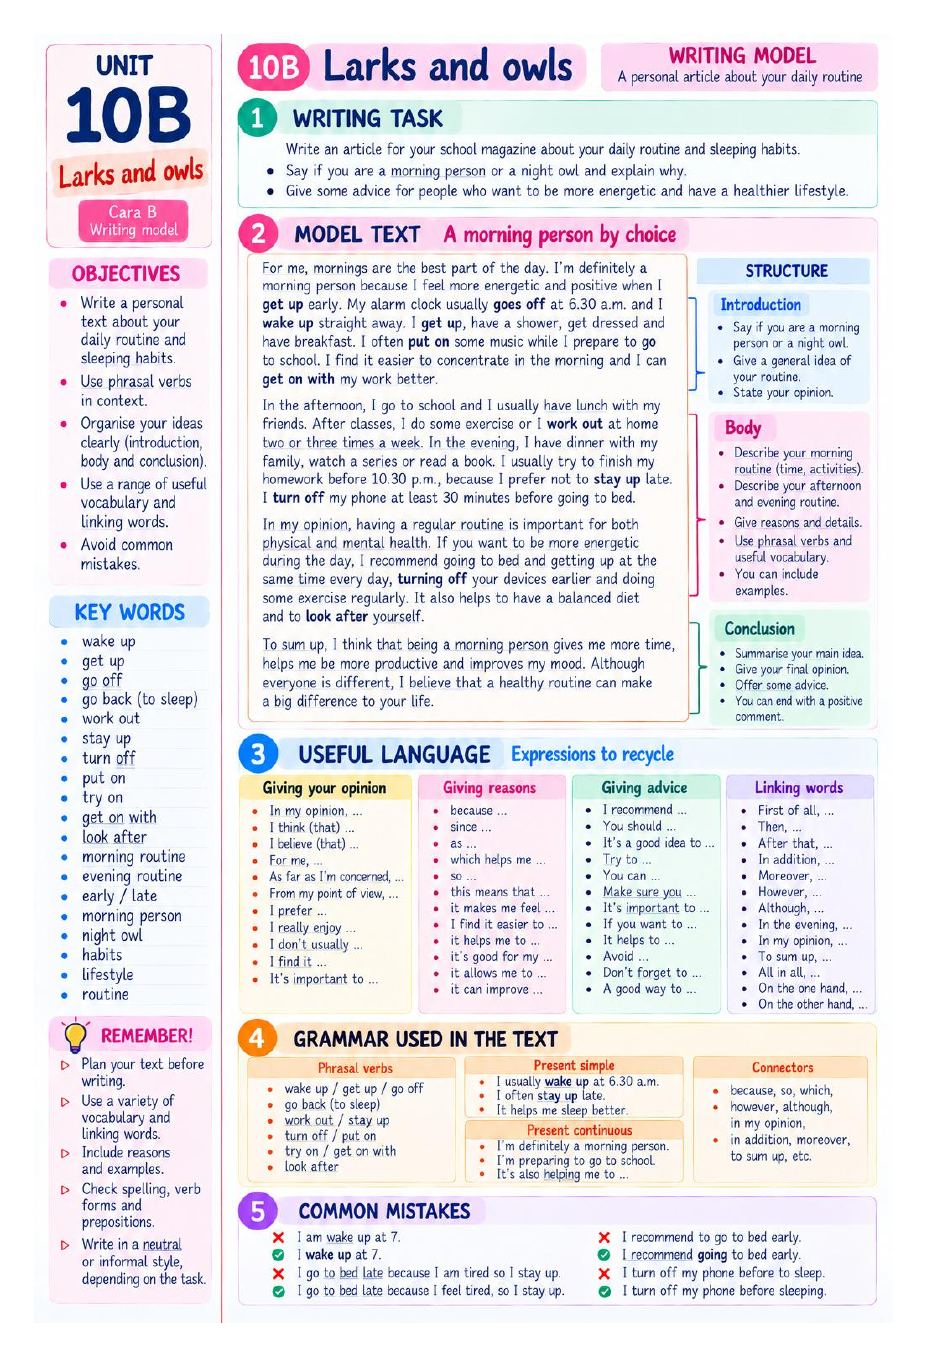 UNIT
10B
Larks and owls
Cara B
Writing model
OBJECTIVES
• Write a personal
text about your
daily routine and
sleeping habits.
• Use phrasal verbs
in context.
• Organise your ideas
clearly (introduction,
body and conclusion).
• Use a range of useful
vocabulary and
linking words.
• Avoid common
mistakes.
KEY WORDS
• wake up
• get up
• go off
• go back (to sleep)
• work out
• stay up
• turn off
• put on
• try on
• get on with
• look after
• morning routine
• evening routine
• early / late
• morning person
• night owl
• habits
• lifestyle
• routine
REMEMBER!
▷ Plan your text before
writing.
▷ Use a variety of
vocabulary and
linking words.
▷ Include reasons
and examples.
▷ Check spelling, verb
forms and
prepositions.
▷ Write in a neutral
or informal style,
depending on the task.
10B Larks and owls
WRITING MODEL
A personal article about your daily routine
1 WRITING TASK
Write an article for your school magazine about your daily routine and sleeping habits.
• Say if you are a morning person or a night owl and explain why.
• Give some advice for people who want to be more energetic and have a healthier lifestyle.
2 MODEL TEXT A morning person by choice
For me, mornings are the best part of the day. I'm definitely a
morning person because I feel more energetic and positive when I
get up early. My alarm clock usually goes off at 6.30 a.m. and I
wake up straight away. I get up, have a shower, get dressed and
have breakfast. I often put on some music while I prepare to go
to school. I find it easier to concentrate in the morning and I can
get on with my work better.
In the afternoon, I go to school and I usually have lunch with my
friends. After classes, I do some exercise or I work out at home
two or three times a week. In the evening, I have dinner with my
family, watch a series or read a book. I usually try to finish my
homework before 10.30 p.m., because I prefer not to stay up late.
I turn off my phone at least 30 minutes before going to bed.
In my opinion, having a regular routine is important for both
physical and mental health. If you want to be more energetic
during the day, I recommend going to bed and getting up at the
same time every day, turning off your devices earlier and doing
some exercise regularly. It also helps to have a balanced diet
and to look after yourself.
To sum up, I think that being a morning person gives me more time,
helps me be more productive and improves my mood. Although
everyone is different, I believe that a healthy routine can make
a big difference to your life.
STRUCTURE
Introduction
• Say if you are a morning
person or a night owl.
• Give a general idea of
your routine.
• State your opinion.
Body
• Describe your morning
routine (time, activities).
• Describe your afternoon
and evening routine.
• Give reasons and details.
• Use phrasal verbs and
useful vocabulary.
• You can include
examples.
Conclusion
• Summarise your main idea.
• Give your final opinion.
• Offer some advice.
• You can end with a positive
comment.
3 USEFUL LANGUAGE Expressions to recycle
Giving your opinion
• In my opinion, ...
• I think (that) ...
• I believe (that) ...
• For me, ...
• As far as I'm concerned, ...
• From my point of view, ...
• I prefer ...
• I really enjoy ...
• I don't usually ...
• I find it ...
• It's important to ...
Giving reasons
• because ...
• since ...
• as ...
• which helps me ...
• so ...
• this means that ...
• it makes me feel ...
• I find it easier to ...
• it helps me to ...
• it's good for my ...
• it allows me to ...
• it can improve ...
Giving advice
• I recommend ...
• You should ...
• It's a good idea to ...
• Try to ...
• You can ...
• Make sure you ...
• It's important to ...
• If you want to ...
• It helps to ...
• Avoid ...
• Don't forget to ...
• A good way to ...
Linking words
• First of all, ...
• Then, ...
• After that, ...
• In addition, ...
• Moreover, ...
• However, ...
• Although, ...
• In the evening, ...
• In my opinion, ...
• To sum up, ...
• All in all, ...
• On the one hand, ...
• On the other hand, ...
4 GRAMMAR USED IN THE TEXT
Phrasal verbs
• wake up / get up / go off
• go back (to sleep)
• work out / stay up
• turn off / put on
• try on / get on with
• look after
Present simple
• I usually wake up at 6.30 a.m.
• I often stay up late.
• It helps me sleep better.
Present continuous
• I'm definitely a morning person.
• I'm preparing to go to school.
• It's also helping me to ...
Connectors
• because, so, which,
• however, although,
in my opinion,
• in addition, moreover,
to sum up, etc.
5 COMMON MISTAKES
❌ I am wake up at 7.
✅ I wake up at 7.
❌ I go to bed late because I am tired so I stay up.
✅ I go to bed late because I feel tired, so I stay up.
❌ I recommend to go to bed early.
✅ I recommend going to bed early.
❌ I turn off my phone before to sleep.
✅ I turn off my phone before sleeping.